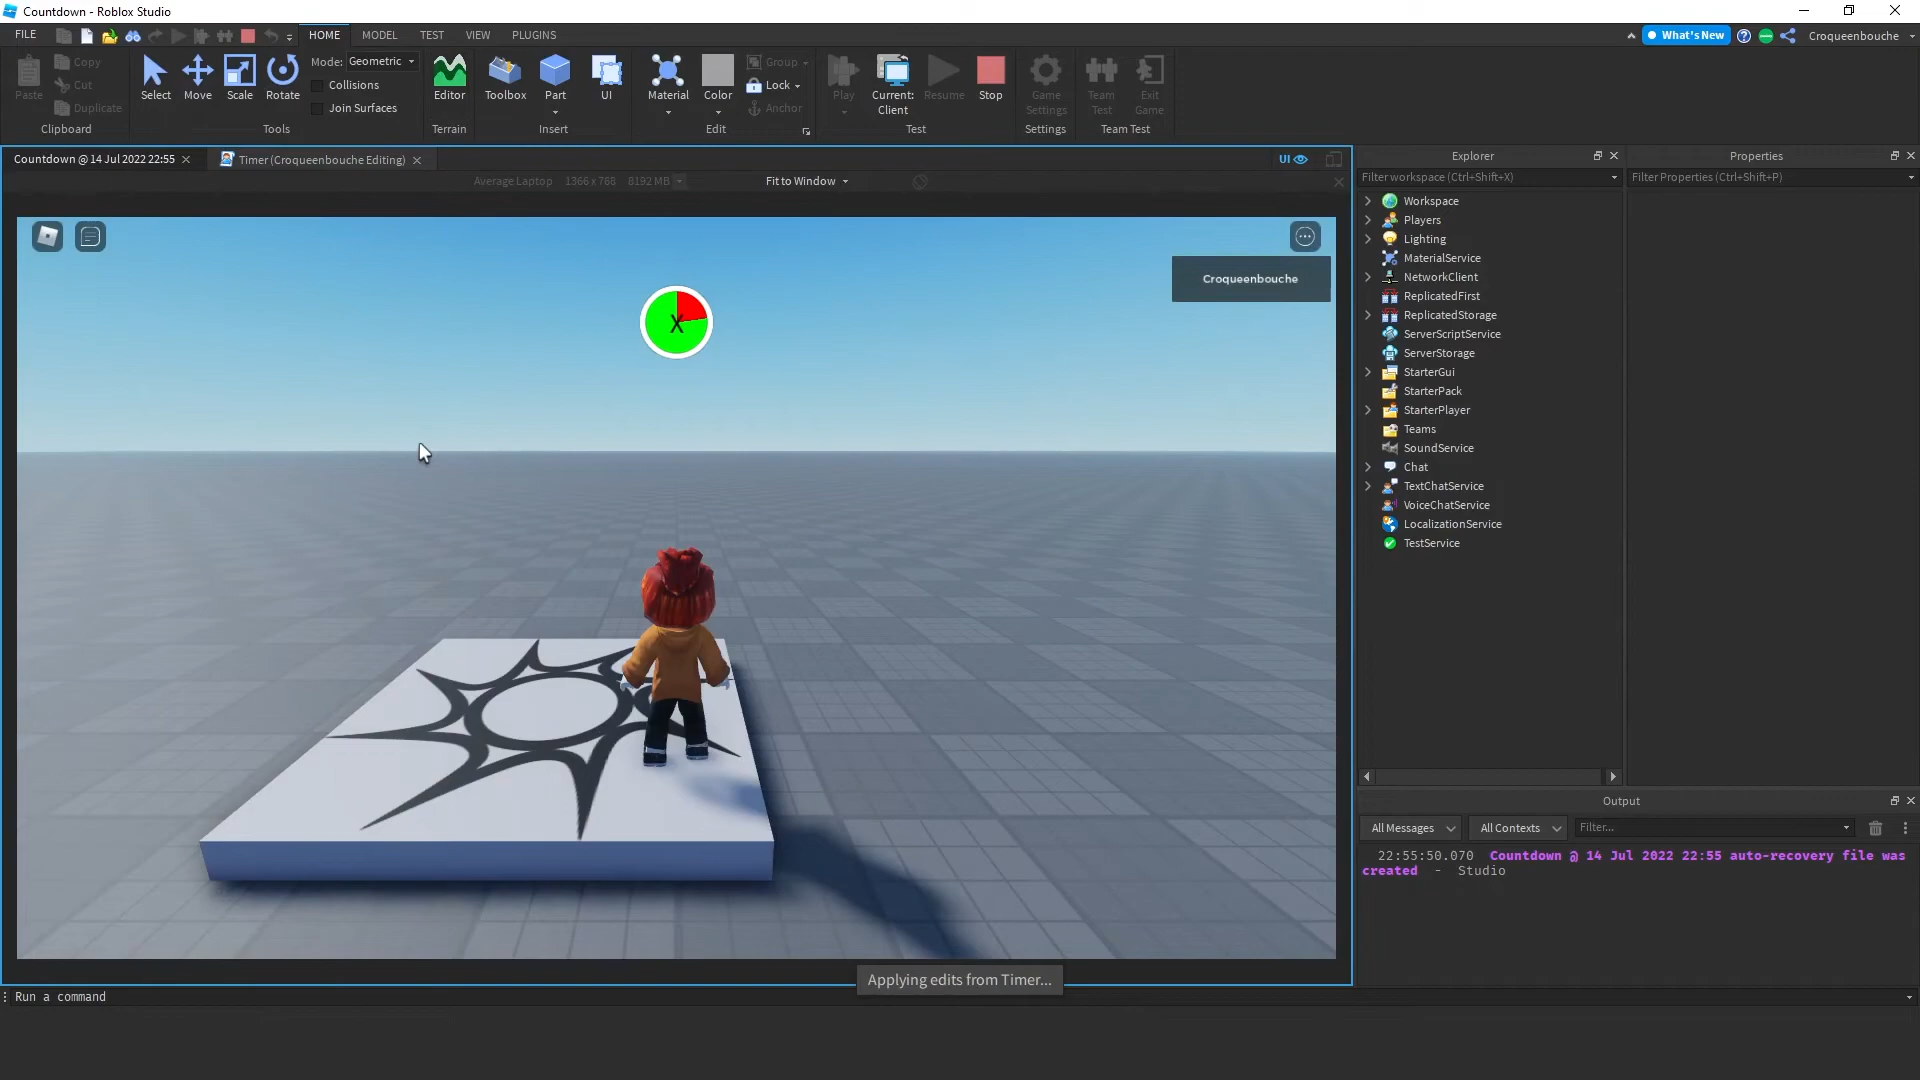 Countdown - Roblox Studio
FILE
HOME
MODEL
TEST
VIEW
PLUGINS
What's New
Croqueenbouche
Paste
Copy
Cut
Duplicate
Clipboard
Select
Move
Scale
Rotate
Mode: Geometric
Collisions
Join Surfaces
Tools
Editor
Terrain
Toolbox
Part
UI
Insert
Material
Color
Group
Lock
Anchor
Edit
Play
Current:
Client
Resume
Stop
Test
Game
Settings
Settings
Team
Test
Exit
Game
Team Test
Countdown @ 14 Jul 2022 22:55
Timer (Croqueenbouche Editing)
UI
Average Laptop 1366 x 768 8192 MB
Fit to Window
Croqueenbouche
X
Applying edits from Timer...
Run a command
Explorer
Filter workspace (Ctrl+Shift+X)
Workspace
Players
Lighting
MaterialService
NetworkClient
ReplicatedFirst
ReplicatedStorage
ServerScriptService
ServerStorage
StarterGui
StarterPack
StarterPlayer
Teams
SoundService
Chat
TextChatService
VoiceChatService
LocalizationService
TestService
Properties
Filter Properties (Ctrl+Shift+P)
Output
All Messages
All Contexts
Filter...
22:55:50.070 Countdown @ 14 Jul 2022 22:55 auto-recovery file was
created - Studio